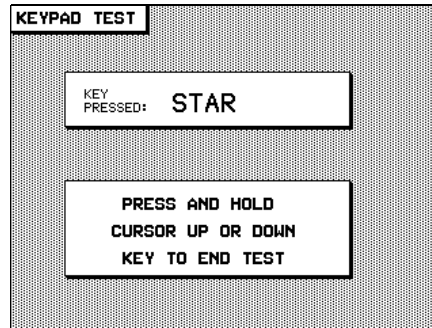 KEYPAD TEST
KEY
PRESSED: STAR
PRESS AND HOLD
CURSOR UP OR DOWN
KEY TO END TEST